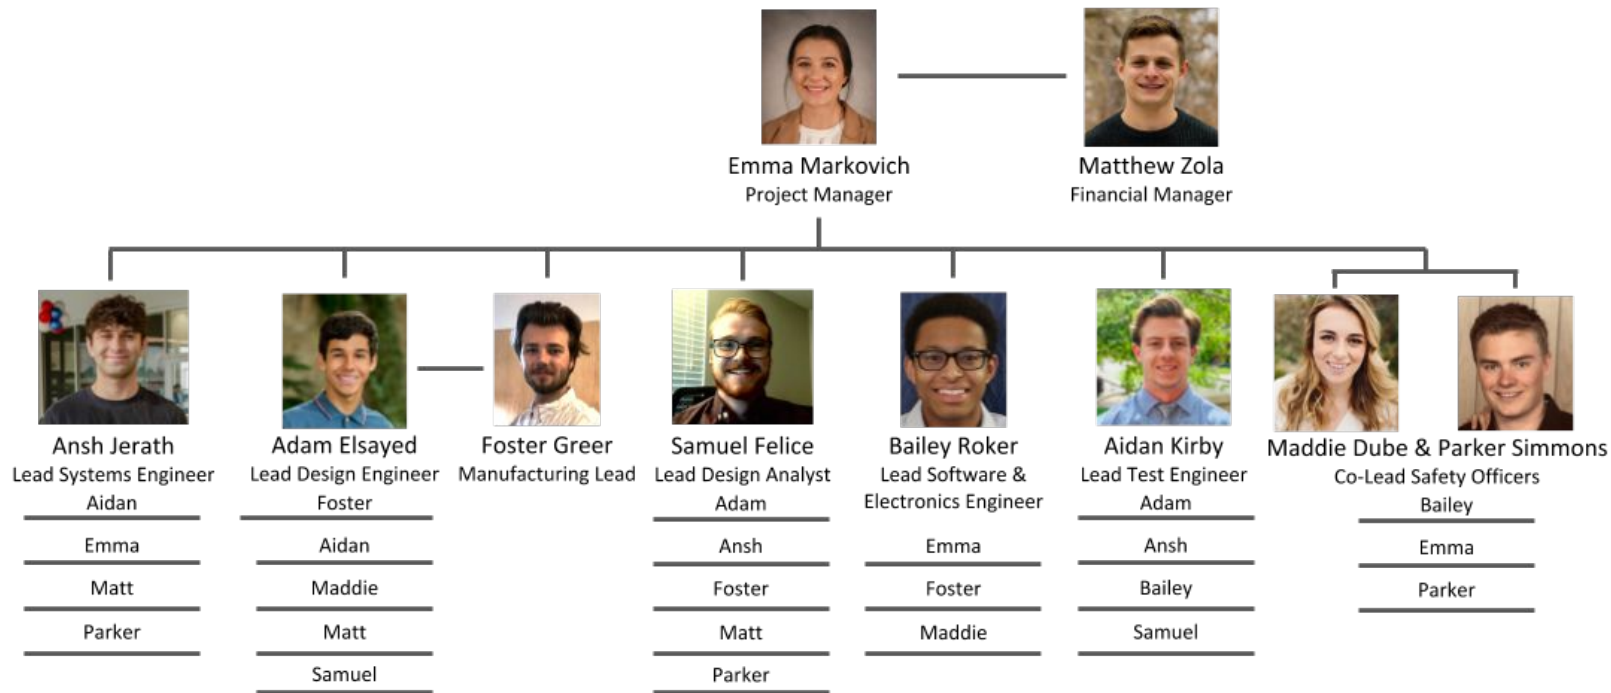 Emma Markovich
Project Manager
Matthew Zola
Financial Manager
Ansh Jerath
Lead Systems Engineer
Aidan
Emma
Matt
Parker
Adam Elsayed
Lead Design Engineer
Foster
Aidan
Maddie
Matt
Samuel
Foster Greer
Manufacturing Lead
Samuel Felice
Lead Design Analyst
Adam
Ansh
Foster
Matt
Parker
Bailey Roker
Lead Software &
Electronics Engineer
Emma
Foster
Maddie
Aidan Kirby
Lead Test Engineer
Adam
Ansh
Bailey
Samuel
Maddie Dube & Parker Simmons
Co-Lead Safety Officers
Bailey
Emma
Parker